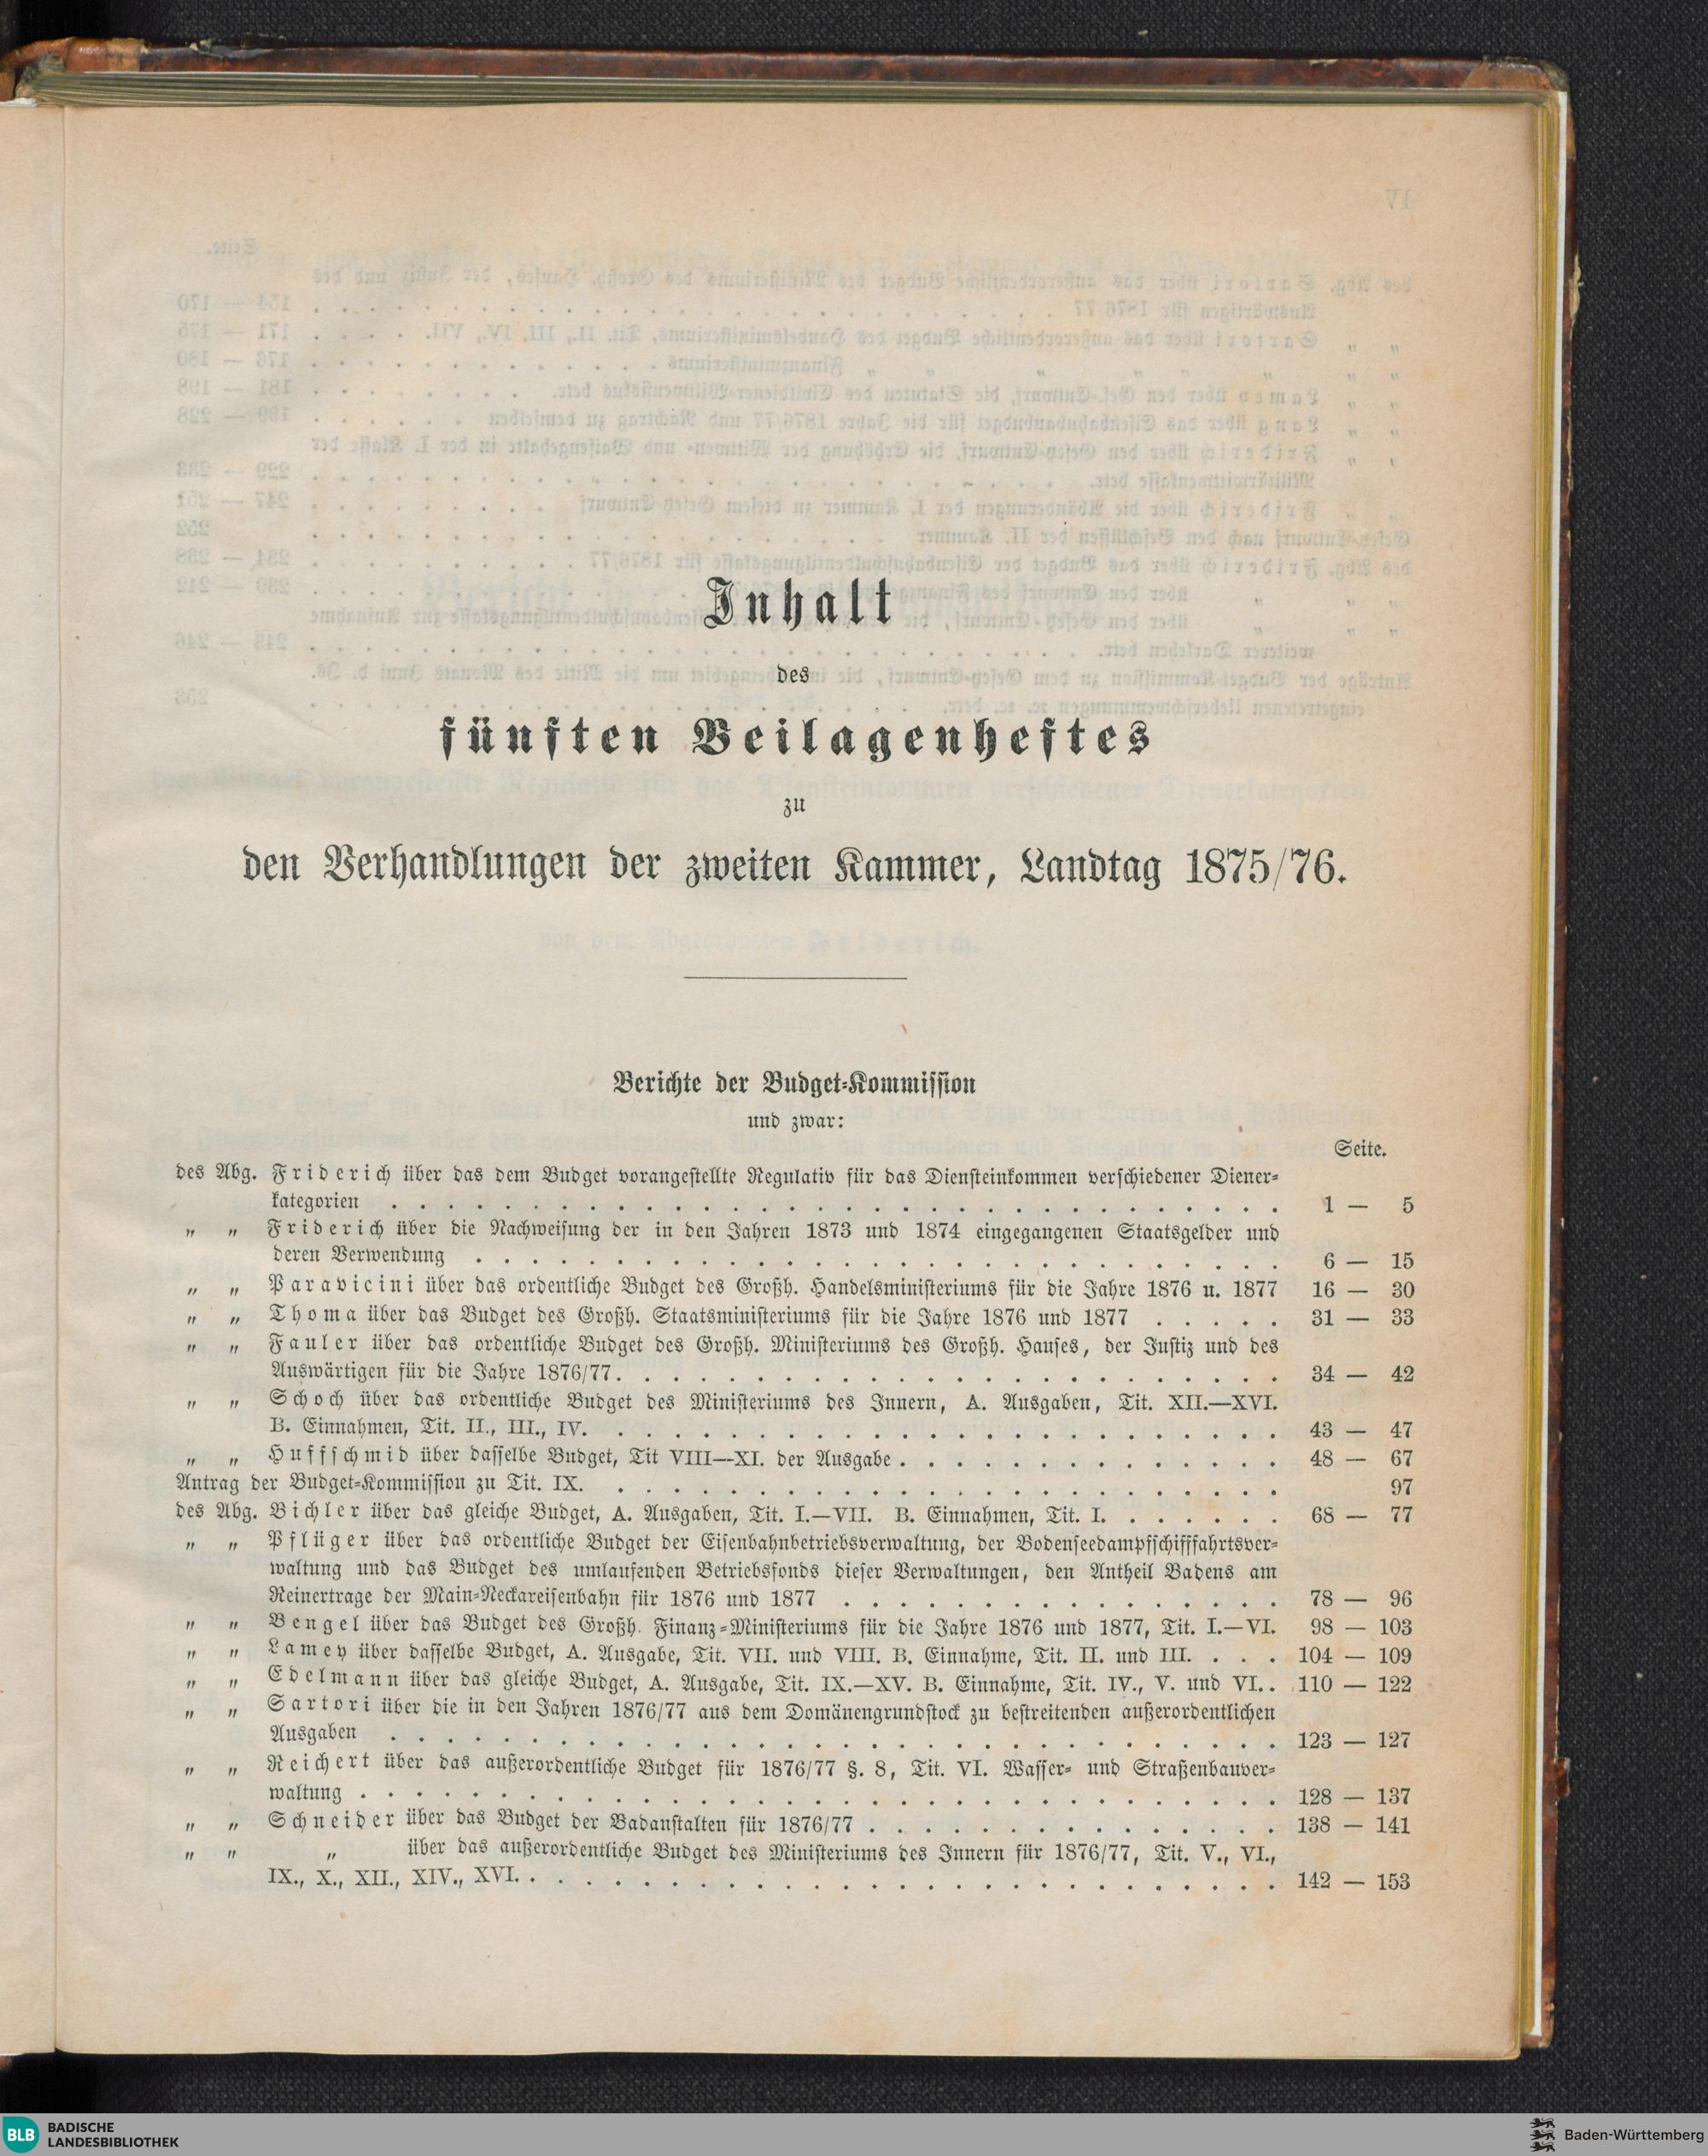 Inhalt
des
fünften Beilagenheftes
zu
den Verhandlungen der zweiten Kammer, Landtag 1875/76.
Berichte der Budget-Kommission
und zwar:
Seite.
des Abg. Friderich über das dem Budget vorangestellte Regulativ für das Diensteinkommen verschiedener Diener-
kategorien . . . . . . . . . . 1 — 5
„ „ Friderich über die Nachweisung der in den Jahren 1873 und 1874 eingegangenen Staatsgelder und
deren Verwendung . . . . . . . . . . 6 — 15
„ „ Paravicini über das ordentliche Budget des Großh. Handelsministeriums für die Jahre 1876 u. 1877 16 — 30
„ „ Thoma über das Budget des Großh. Staatsministeriums für die Jahre 1876 und 1877 . . . . . 31 — 33
„ „ Fauler über das ordentliche Budget des Großh. Ministeriums des Großh. Hauses, der Justiz und des
Auswärtigen für die Jahre 1876/77. . . . . . . . . . 34 — 42
„ „ Schoch über das ordentliche Budget des Ministeriums des Innern, A. Ausgaben, Tit. XII.—XVI.
B. Einnahmen, Tit. II., III., IV. . . . . . . . . . 43 — 47
„ „ Huffschmid über dasselbe Budget, Tit VIII—XI. der Ausgabe . . . . . . . . . . 48 — 67
Antrag der Budget-Kommission zu Tit. IX. . . . . . . . . . 97
des Abg. Bichler über das gleiche Budget, A. Ausgaben, Tit. I.—VII. B. Einnahmen, Tit. I. . . . . . . 68 — 77
„ „ Pflüger über das ordentliche Budget der Eisenbahnbetriebsverwaltung, der Bodenseedampfschifffahrtsver-
waltung und das Budget des umlaufenden Betriebsfonds dieser Verwaltungen, den Antheil Badens am
Reinertrage der Main-Neckareisenbahn für 1876 und 1877 . . . . . . . . . . 78 — 96
„ „ Bengel über das Budget des Großh. Finanz-Ministeriums für die Jahre 1876 und 1877, Tit. I.—VI. 98 — 103
„ „ Lamey über dasselbe Budget, A. Ausgabe, Tit. VII. und VIII. B. Einnahme, Tit. II. und III. . . . 104 — 109
„ „ Edelmann über das gleiche Budget, A. Ausgabe, Tit. IX.—XV. B. Einnahme, Tit. IV., V. und VI. . 110 — 122
„ „ Sartori über die in den Jahren 1876/77 aus dem Domänengrundstock zu bestreitenden außerordentlichen
Ausgaben . . . . . . . . . . 123 — 127
„ „ Reichert über das außerordentliche Budget für 1876/77 §. 8, Tit. VI. Wasser- und Straßenbauver-
waltung . . . . . . . . . . 128 — 137
„ „ Schneider über das Budget der Badanstalten für 1876/77 . . . . . . . . . . 138 — 141
„ „ „ über das außerordentliche Budget des Ministeriums des Innern für 1876/77, Tit. V., VI.,
IX., X., XII., XIV., XVI. . . . . . . . . . 142 — 153
BLB BADISCHE
LANDESBIBLIOTHEK
Baden-Württemberg